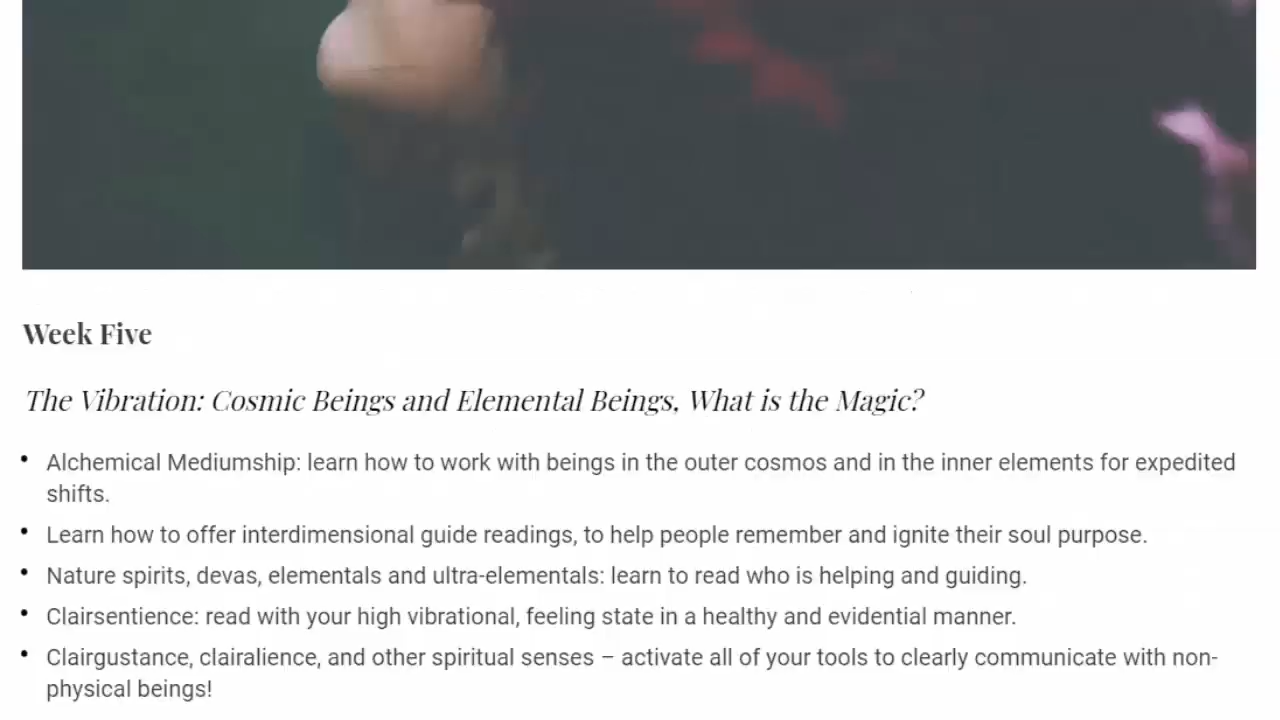 Week Five
The Vibration: Cosmic Beings and Elemental Beings, What is the Magic?
• Alchemical Mediumship: learn how to work with beings in the outer cosmos and in the inner elements for expedited
shifts.
• Learn how to offer interdimensional guide readings, to help people remember and ignite their soul purpose.
• Nature spirits, devas, elementals and ultra-elementals: learn to read who is helping and guiding.
• Clairsentience: read with your high vibrational, feeling state in a healthy and evidential manner.
• Clairgustance, clairalience, and other spiritual senses – activate all of your tools to clearly communicate with non-
physical beings!